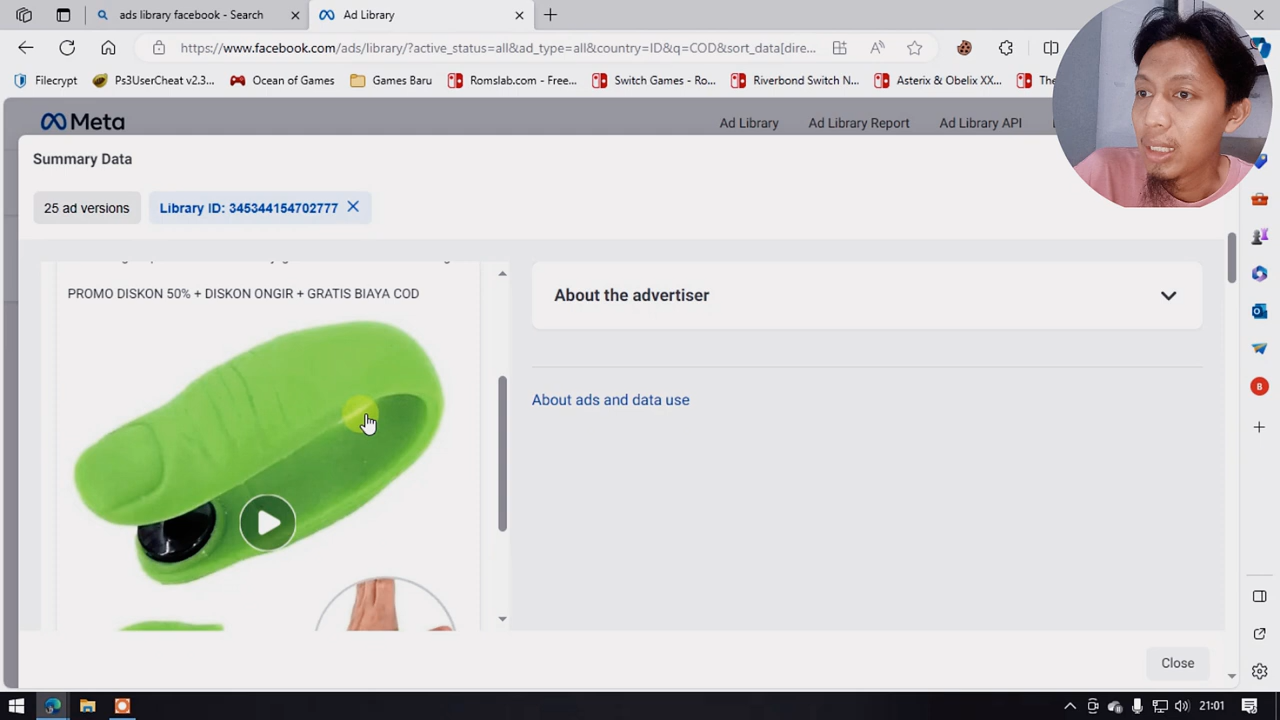 ads library facebook - Search
Ad Library
https://www.facebook.com/ads/library/?active_status=all&ad_type=all&country=ID&q=COD&sort_data[dire...
Filecrypt
Ps3UserCheat v2.3...
Ocean of Games
Games Baru
Romslab.com - Free...
Switch Games - Ro...
Riverbond Switch N...
Asterix & Obelix XX...
The
Meta
Ad Library
Ad Library Report
Ad Library API
Summary Data
25 ad versions
Library ID: 345344154702777
PROMO DISKON 50% + DISKON ONGIR + GRATIS BIAYA COD
About the advertiser
About ads and data use
Close
B
21:01